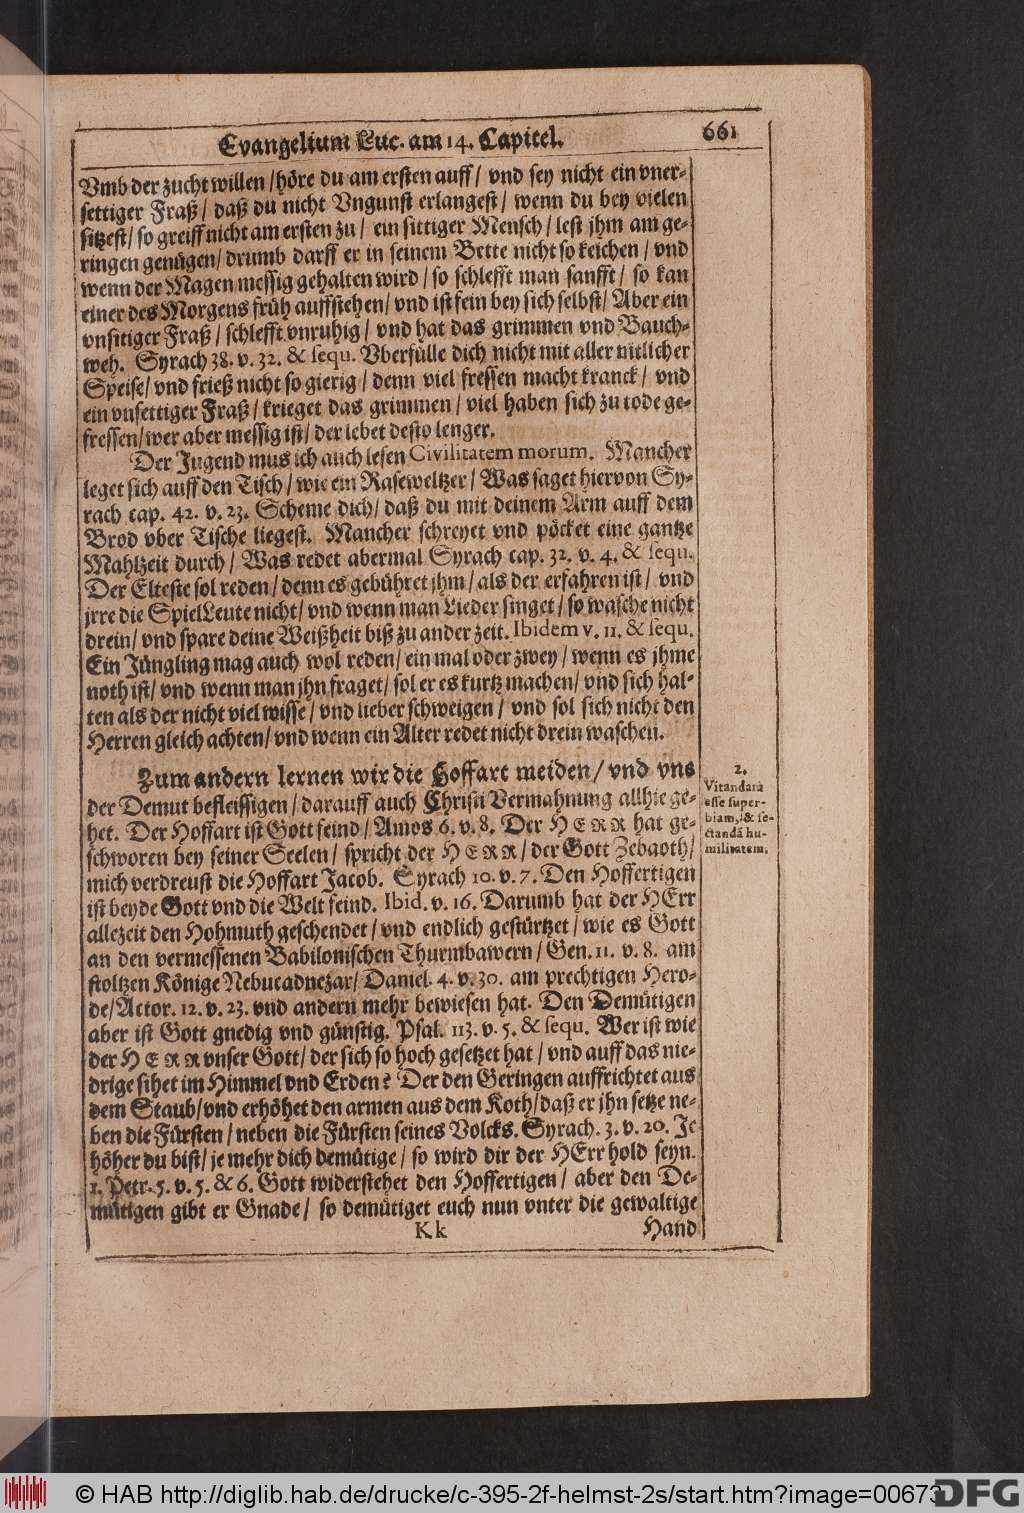 Evangelium Luc. am 14. Capitel. 661
Vmb der zucht willen / höre du am ersten auff / vnd sey nicht ein vner-
settiger Fraß / daß du nicht Vngunst erlangest / wenn du bey vielen
sitzest / so greiff nicht am ersten zu / ein sittiger Mensch / lest jhm am ge-
ringen genügen / drumb darff er in seinem Bette nicht so keichen / vnd
wenn der Magen messig gehalten wird / so schlefft man sanfft / so kan
einer des Morgens früh auffstehen / vnd ist fein bey sich selbst / Aber ein
vnsitiger Fraß / schlefft vnruhig / vnd hat das grimmen vnd Bauch-
weh. Syrach 38. v. 32. & sequ. Vberfülle dich nicht mit aller nitlicher
Speise / vnd frieß nicht so gierig / denn viel fressen macht kranck / vnd
ein vnsettiger Fraß / krieget das grimmen / viel haben sich zu tode ge-
fressen / wer aber messig ist / der lebet desto lenger.
Der Jugend mus ich auch lesen Civilitatem morum. Mancher
leget sich auff den Tisch / wie ein Raseweltzer / Was saget hiervon Sy-
rach cap. 42. v. 23. Scheme dich / daß du mit deinem Arm auff dem
Brod vber Tische liegest. Mancher schreyet vnd pöcket eine gantze
Mahlzeit durch / Was redet abermal Syrach cap. 32. v. 4. & sequ.
Der Elteste sol reden / denn es gebühret jhm / als der erfahren ist / vnd
jrre die SpielLeute nicht / vnd wenn man Lieder singet / so wasche nicht
drein / vnd spare deine Weißheit biß zu ander zeit. Ibidem v. 11. & sequ.
Ein Jüngling mag auch wol reden / ein mal oder zwey / wenn es jhme
noth ist / vnd wenn man jhn fraget / sol er es kurtz machen / vnd sich hal-
ten als der nicht viel wisse / vnd lieber schweigen / vnd sol sich nicht den
Herren gleich achten / vnd wenn ein Alter redet nicht drein waschen.
Zum andern lernen wir die Hoffart meiden / vnd vns
der Demut befleissigen / darauff auch Christi Vermahnung allhie ge-
het. Der Hoffart ist Gott feind / Amos 6. v. 8. Der HERR hat ge-
schworen bey seiner Seelen / spricht der HERR / der Gott Zebaoth /
mich verdreust die Hoffart Jacob. Syrach 10. v. 7. Den Hoffertigen
ist beyde Gott vnd die Welt feind. Ibid. v. 16. Darumb hat der HErr
allezeit den Hohmuth geschendet / vnd endlich gestürtzet / wie es Gott
an den vermessenen Babilonischen Thurmbawern / Gen. 11. v. 8. am
stoltzen Könige Nebucadnezar / Daniel. 4. v. 30. am prechtigen Hero-
de / Actor. 12. v. 23. vnd andern mehr bewiesen hat. Den Demütigen
aber ist Gott gnedig vnd günstig. Psal. 113. v. 5. & sequ. Wer ist wie
der HERR vnser Gott / der sich so hoch gesetzet hat / vnd auff das nie-
drige sihet im Himmel vnd Erden? Der den Geringen auffrichtet aus
dem Staub / vnd erhöhet den armen aus dem Koth / daß er jhn setze ne-
ben die Fürsten / neben die Fürsten seines Volcks. Syrach. 3. v. 20. Je
höher du bist / je mehr dich demütige / so wird dir der HErr hold seyn.
1. Petr. 5. v. 5. & 6. Gott widerstehet den Hoffertigen / aber den De-
mütigen gibt er Gnade / so demütiget euch nun vnter die gewaltige
Kk Hand
2.
Vitandam
esse super-
biam, & se-
ctandã hu-
militatem.
© HAB http://diglib.hab.de/drucke/c-395-2f-helmst-2s/start.htm?image=00673
DFG